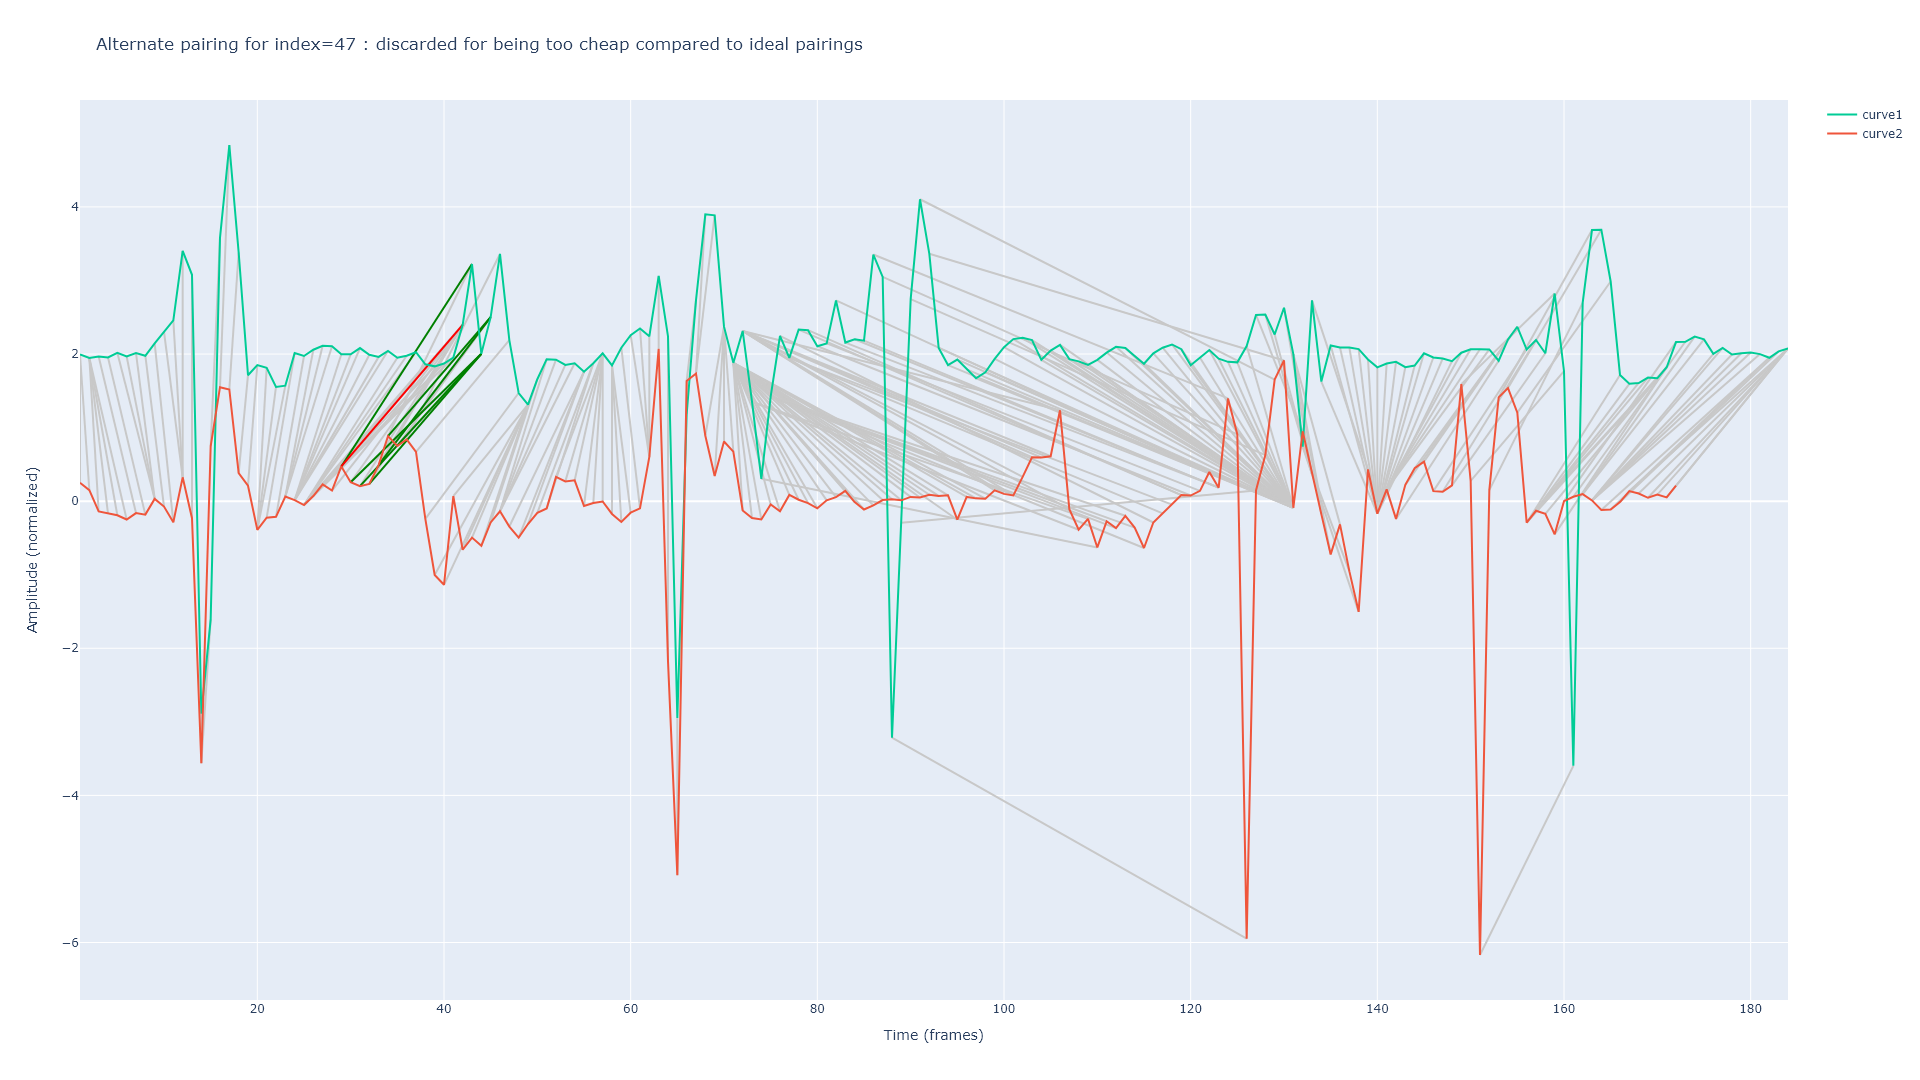 Alternate pairing for index=47 : discarded for being too cheap compared to ideal pairings
curve1
curve2
4
2
0
−2
−4
−6
Amplitude (normalized)
20 40 60 80 100 120 140 160 180
Time (frames)